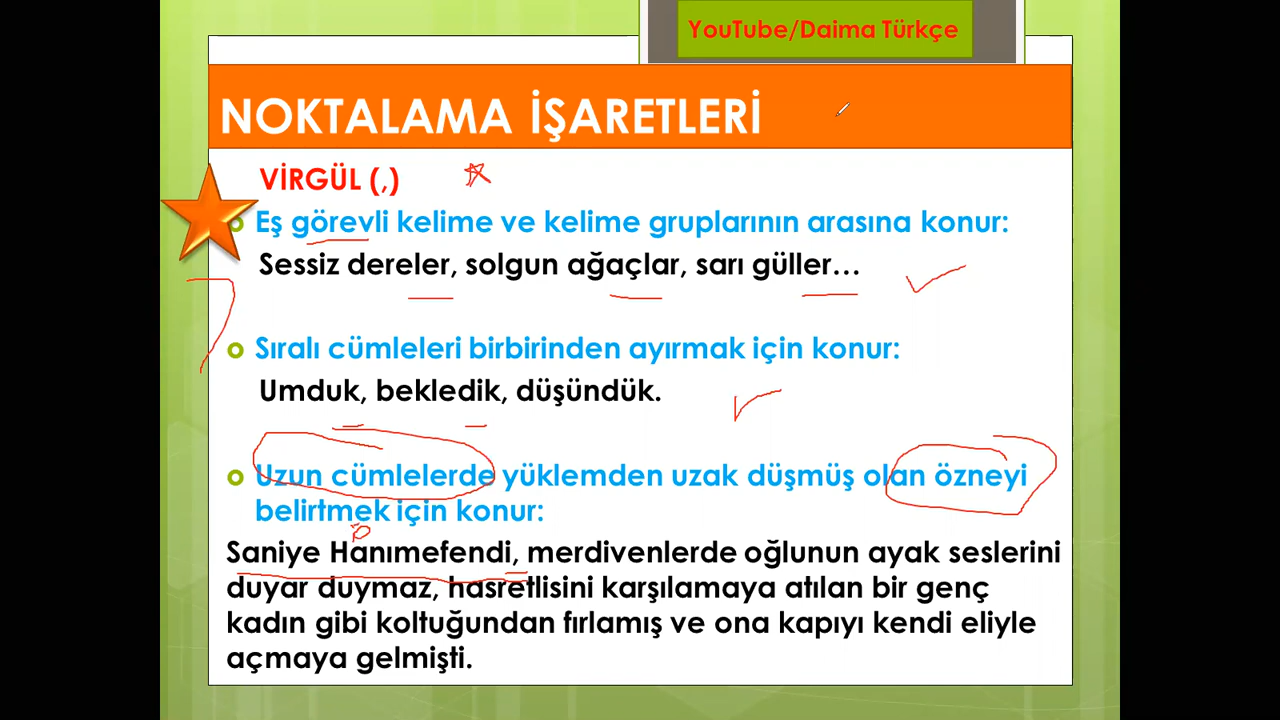 YouTube/Daima Türkçe
NOKTALAMA İŞARETLERİ
VİRGÜL (,)
Eş görevli kelime ve kelime gruplarının arasına konur:
Sessiz dereler, solgun ağaçlar, sarı güller…
Sıralı cümleleri birbirinden ayırmak için konur:
Umduk, bekledik, düşündük.
Uzun cümlelerde yüklemden uzak düşmüş olan özneyi
belirtmek için konur:
Ö
Saniye Hanımefendi, merdivenlerde oğlunun ayak seslerini
duyar duymaz, hasretlisini karşılamaya atılan bir genç
kadın gibi koltuğundan fırlamış ve ona kapıyı kendi eliyle
açmaya gelmişti.